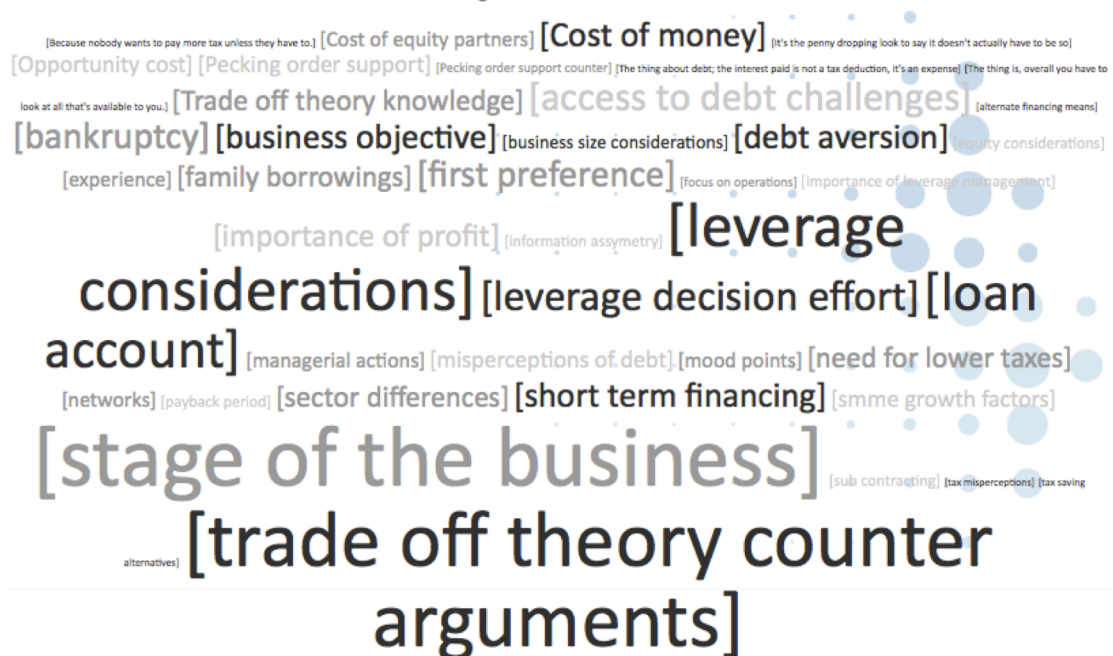 [Because nobody wants to pay more tax unless they have to.] [Cost of equity partners] [Cost of money] [It's the penny dropping look to say it doesn't actually have to be so]
[Opportunity cost] [Pecking order support] [Pecking order support counter] [The thing about debt; the interest paid is not a tax deduction, it's an expense] [The thing is, overall you have to
look at all that's available to you.] [Trade off theory knowledge] [access to debt challenges] [alternate financing means]
[bankruptcy] [business objective] [business size considerations] [debt aversion] [equity considerations]
[experience] [family borrowings] [first preference] [focus on operations] [importance of leverage management]
[importance of profit] [information assymetry] [leverage
considerations] [leverage decision effort] [loan
account] [managerial actions] [misperceptions of debt] [mood points] [need for lower taxes]
[networks] [payback period] [sector differences] [short term financing] [smme growth factors]
[stage of the business] [sub contracting] [tax misperceptions] [tax saving
alternatives] [trade off theory counter
arguments]